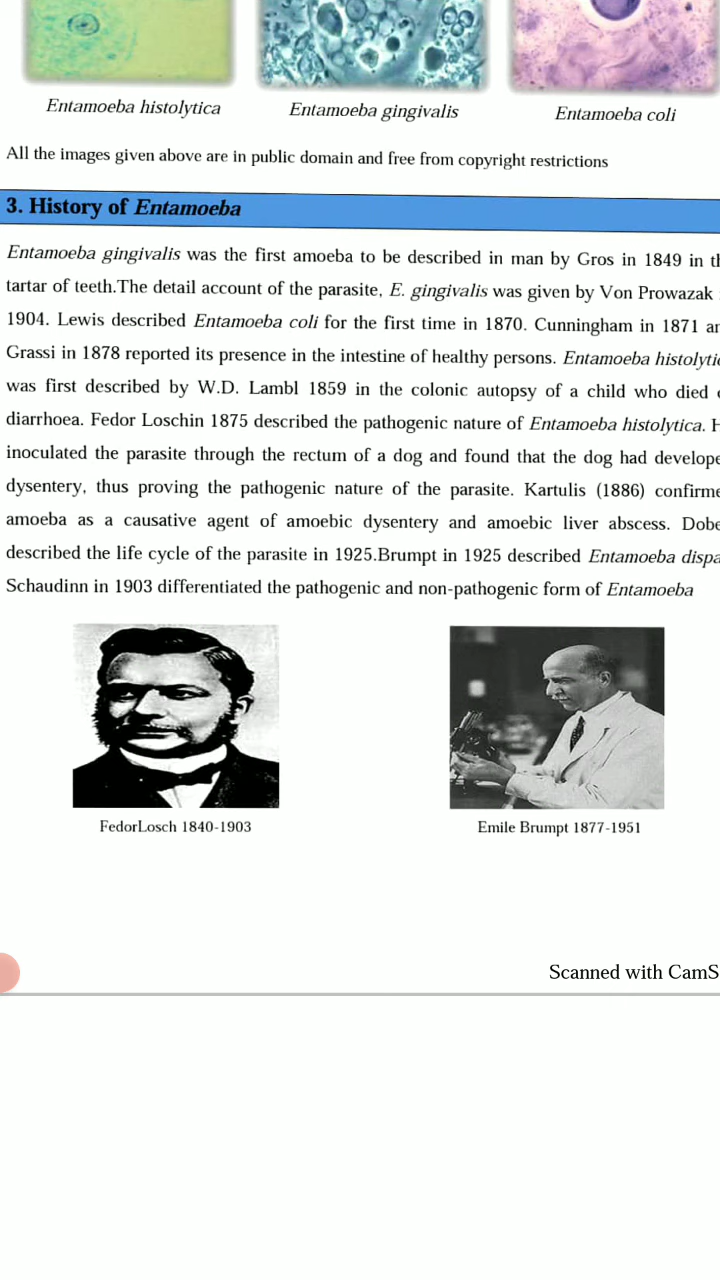 Entamoeba histolytica
Entamoeba gingivalis
Entamoeba coli
All the images given above are in public domain and free from copyright restrictions
3. History of Entamoeba
Entamoeba gingivalis was the first amoeba to be described in man by Gros in 1849 in th
tartar of teeth.The detail account of the parasite, E. gingivalis was given by Von Prowazak
1904. Lewis described Entamoeba coli for the first time in 1870. Cunningham in 1871 an
Grassi in 1878 reported its presence in the intestine of healthy persons. Entamoeba histolytic
was first described by W.D. Lambl 1859 in the colonic autopsy of a child who died
diarrhoea. Fedor Loschin 1875 described the pathogenic nature of Entamoeba histolytica. H
inoculated the parasite through the rectum of a dog and found that the dog had develope
dysentery, thus proving the pathogenic nature of the parasite. Kartulis (1886) confirme
amoeba as a causative agent of amoebic dysentery and amoebic liver abscess. Dobe
described the life cycle of the parasite in 1925.Brumpt in 1925 described Entamoeba dispa
Schaudinn in 1903 differentiated the pathogenic and non-pathogenic form of Entamoeba
FedorLosch 1840-1903
Emile Brumpt 1877-1951
Scanned with CamS